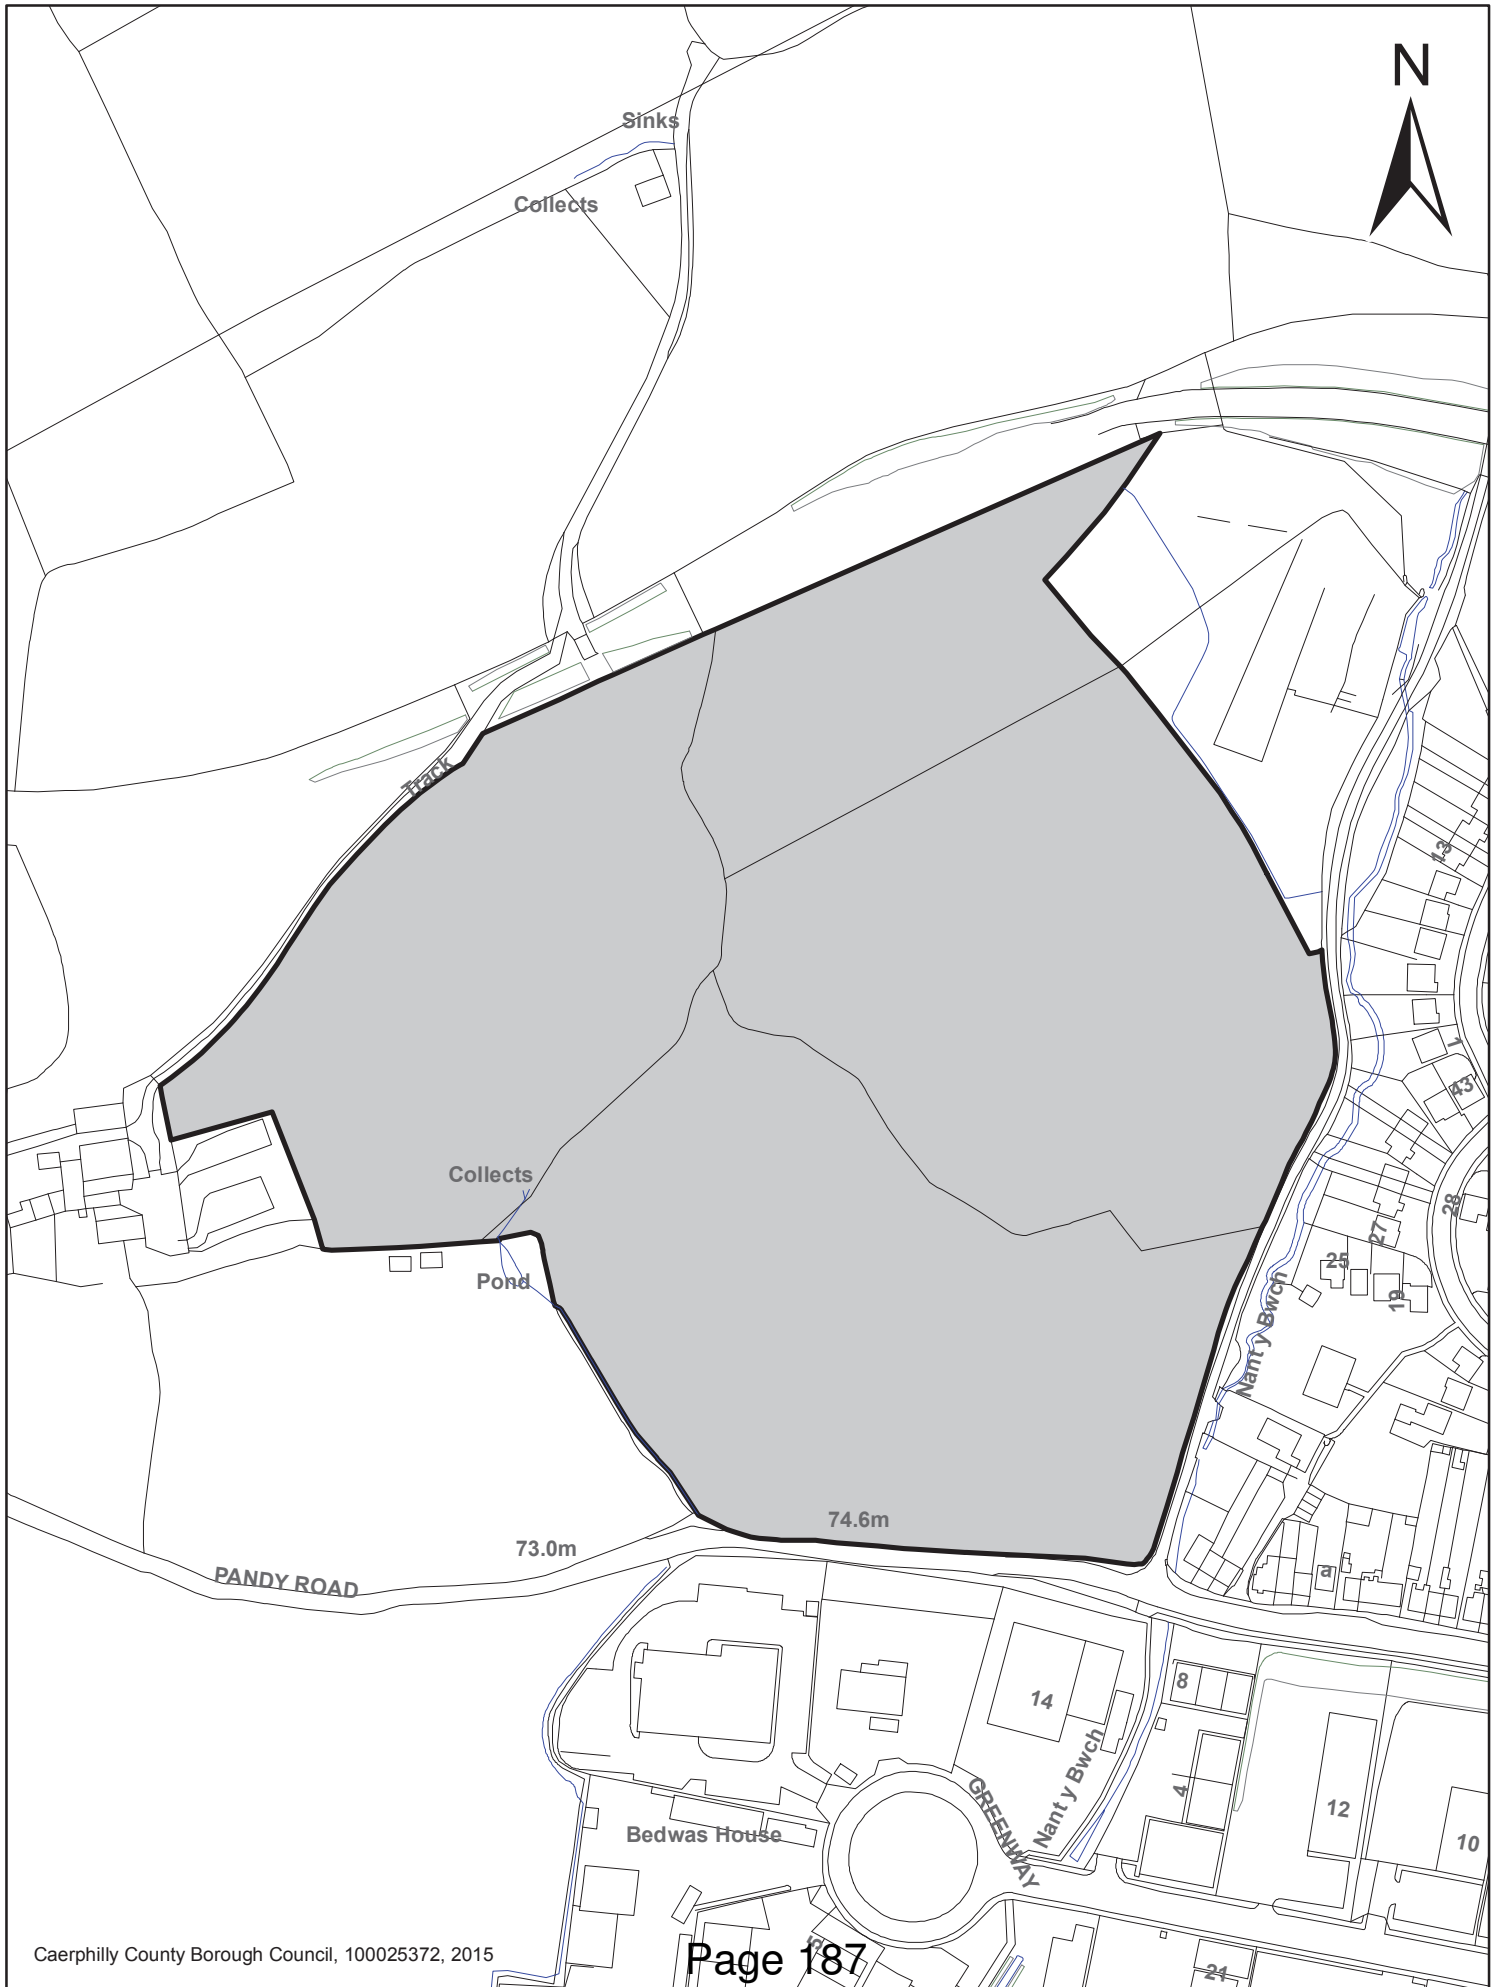 N
Sinks
Collects
Track
13
1
43
28
27
25
19
Collects
Pond
Nant y Bwch
74.6m
73.0m
PANDY ROAD
a
8
14
Nant y Bwch
GREENWAY
4
12
10
Bedwas House
5
21
Caerphilly County Borough Council, 100025372, 2015
Page 187